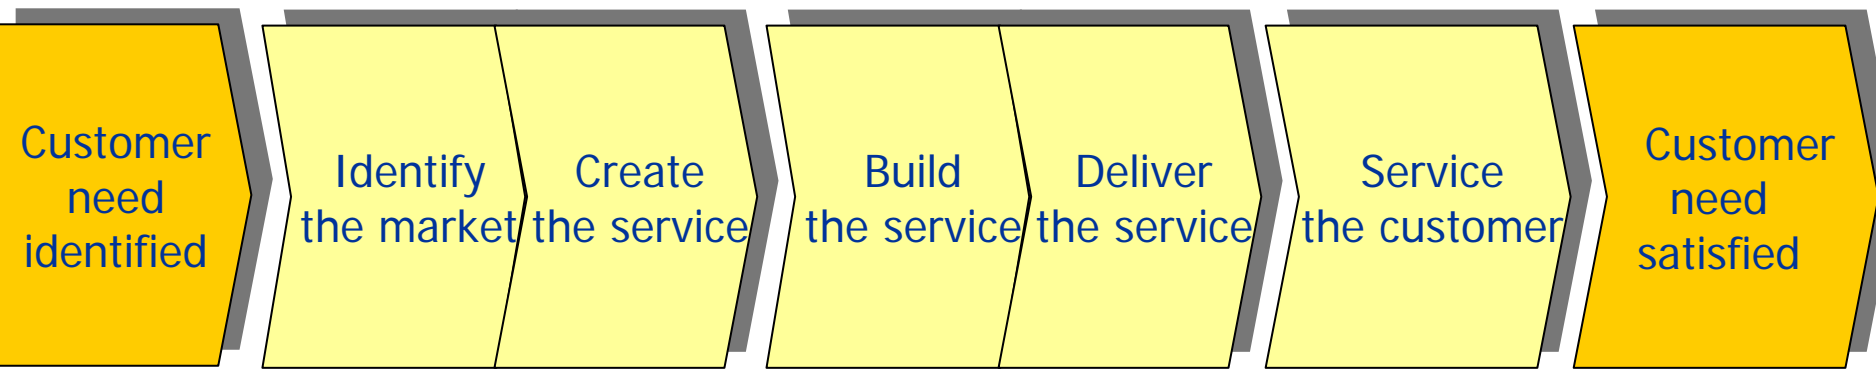 Customer
need
identified
Identify
the market
Create
the service
Build
the service
Deliver
the service
Service
the customer
Customer
need
satisfied